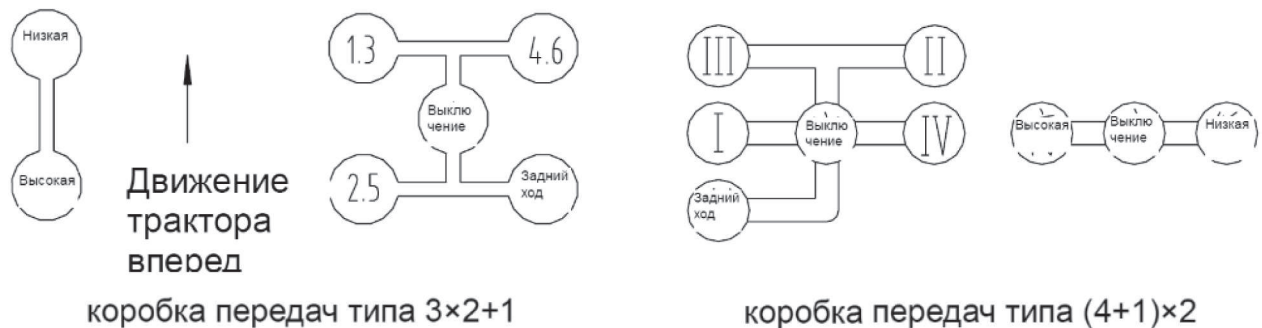 Низкая
Высокая
Движение
трактора
вперед
1.3
4.6
Выклю
чение
2.5
Задний
ход
коробка передач типа 3×2+1
III
II
I
Выклю
чение
IV
Задний
ход
Высокая
Выклю
чение
Низкая
коробка передач типа (4+1)×2